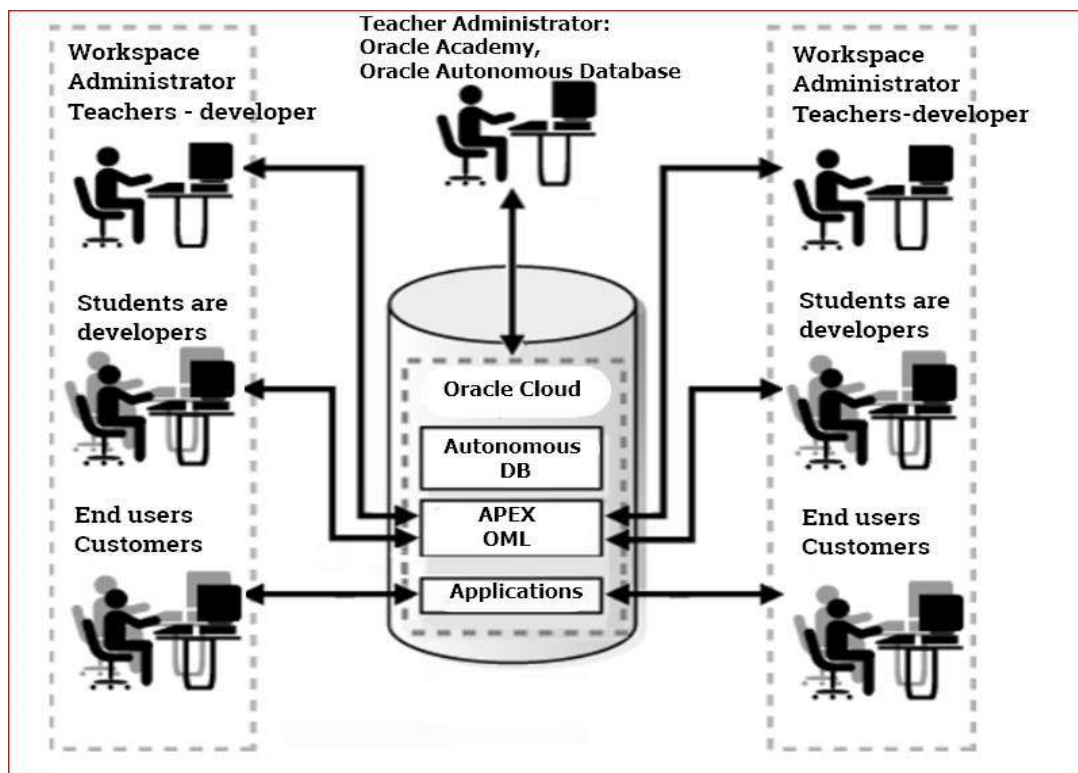 Teacher Administrator:
Oracle Academy,
Oracle Autonomous Database
Workspace
Administrator
Teachers - developer
Students are
developers
End users
Customers
Oracle Cloud
Autonomous
DB
APEX
OML
Applications
Workspace
Administrator
Teachers-developer
Students are
developers
End users
Customers